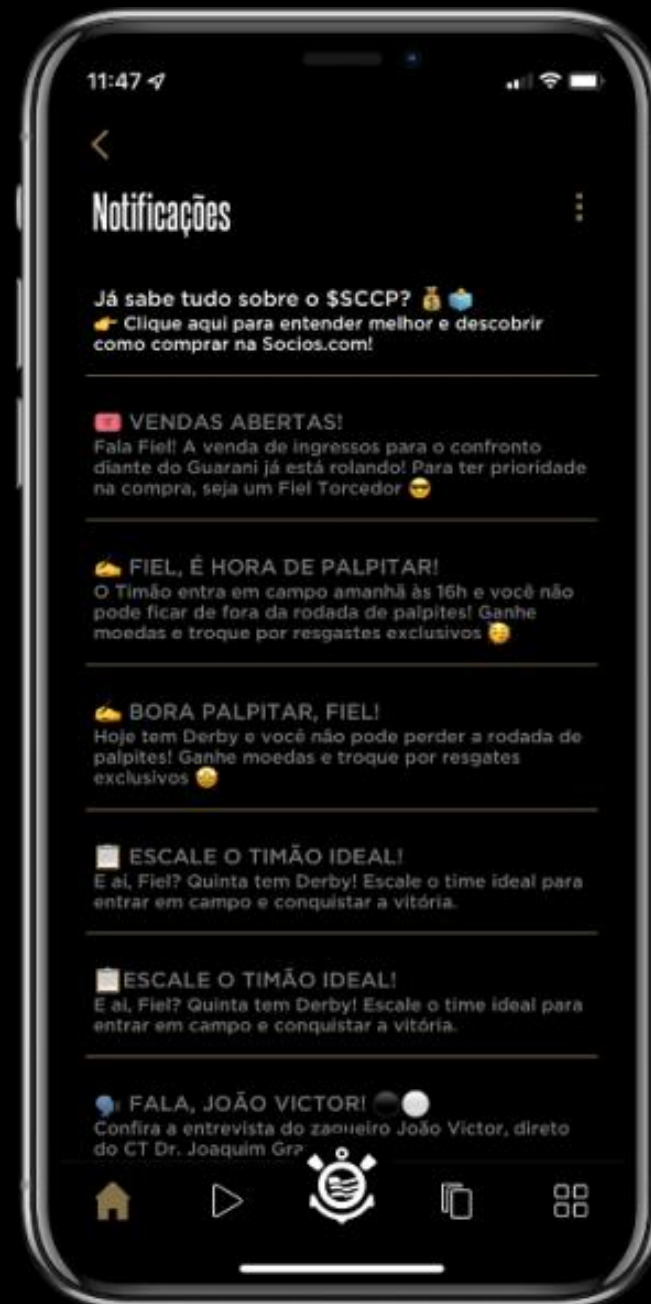 11:47
Notificações
Já sabe tudo sobre o $SCCP? 💰🗳️
👉 Clique aqui para entender melhor e descobrir
como comprar na Socios.com!
🎟️ VENDAS ABERTAS!
Fala Fiel! A venda de ingressos para o confronto
diante do Guarani já está rolando! Para ter prioridade
na compra, seja um Fiel Torcedor 😎
✍️ FIEL, É HORA DE PALPITAR!
O Timão entra em campo amanhã às 16h e você não
pode ficar de fora da rodada de palpites! Ganhe
moedas e troque por resgastes exclusivos 🥳
✍️ BORA PALPITAR, FIEL!
Hoje tem Derby e você não pode perder a rodada de
palpites! Ganhe moedas e troque por resgates
exclusivos 🤩
📋 ESCALE O TIMÃO IDEAL!
E aí, Fiel? Quinta tem Derby! Escale o time ideal para
entrar em campo e conquistar a vitória.
📋ESCALE O TIMÃO IDEAL!
E aí, Fiel? Quinta tem Derby! Escale o time ideal para
entrar em campo e conquistar a vitória.
🗣️ FALA, JOÃO VICTOR! ⚫⚪
Confira a entrevista do zagueiro João Victor, direto
do CT Dr. Joaquim Gra